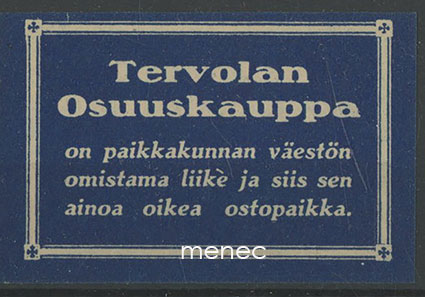 Tervolan
Osuuskauppa
on paikkakunnan väestön
omistama liike ja siis sen
ainoa oikea ostopaikka.
menec